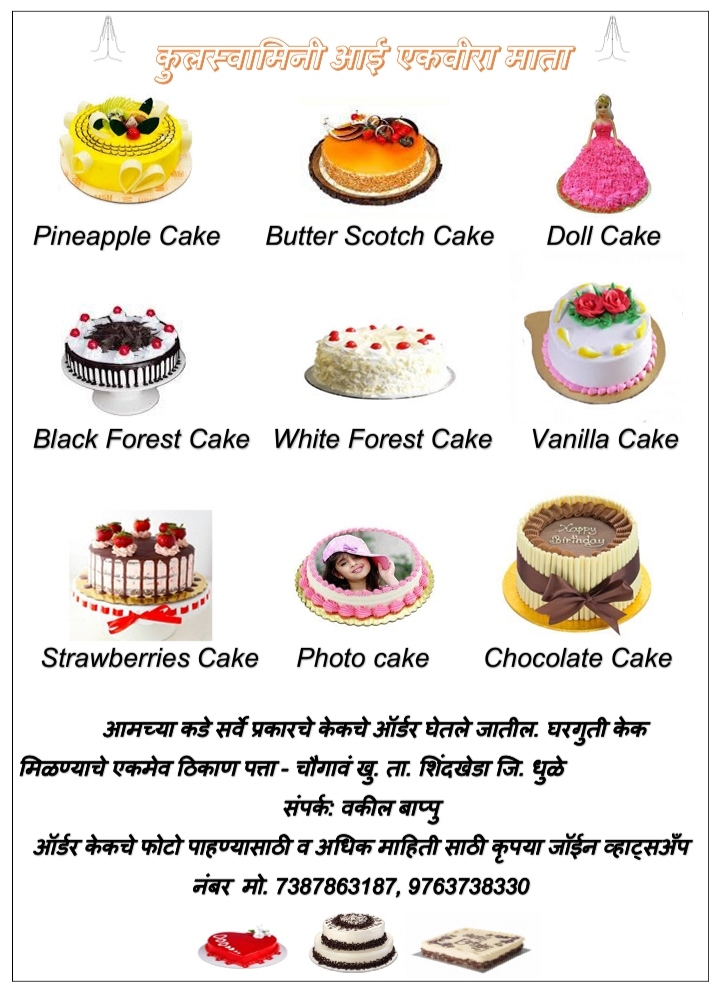 कुलस्वामिनी आई एकवीरा माता
Pineapple Cake Butter Scotch Cake Doll Cake
Black Forest Cake White Forest Cake Vanilla Cake
Happy
Birthday
Strawberries Cake Photo cake Chocolate Cake
आमच्या कडे सर्वे प्रकारचे केकचे ऑर्डर घेतले जातील. घरगुती केक
मिळण्याचे एकमेव ठिकाण पत्ता - चौगावं खु. ता. शिंदखेडा जि. धुळे
संपर्क: वकील बाप्पु
ऑर्डर केकचे फोटो पाहण्यासाठी व अधिक माहिती साठी कृपया जॉईन व्हाट्सअँप
नंबर मो. 7387863187, 9763738330